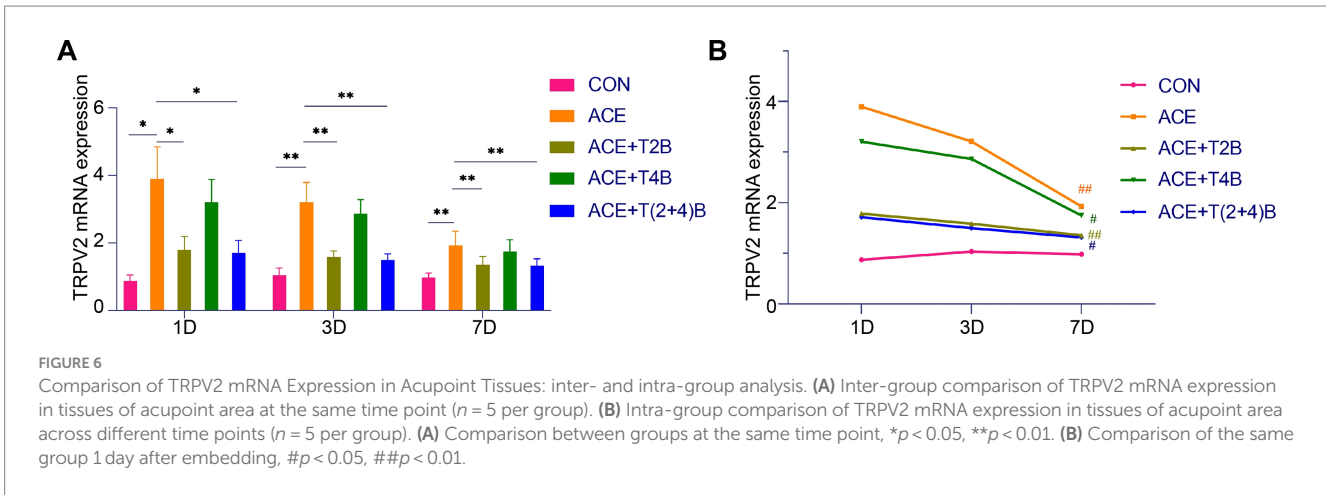 A
TRPV2 mRNA expression
6
4
2
0
*
*
*
**
**
**
**
**
**
1D
3D
7D
CON
ACE
ACE+T2B
ACE+T4B
ACE+T(2+4)B
B
TRPV2 mRNA expression
4
2
0
##
#
##
#
1D
3D
7D
CON
ACE
ACE+T2B
ACE+T4B
ACE+T(2+4)B
FIGURE 6
Comparison of TRPV2 mRNA Expression in Acupoint Tissues: inter- and intra-group analysis. (A) Inter-group comparison of TRPV2 mRNA expression
in tissues of acupoint area at the same time point (n = 5 per group). (B) Intra-group comparison of TRPV2 mRNA expression in tissues of acupoint area
across different time points (n = 5 per group). (A) Comparison between groups at the same time point, *p < 0.05, **p < 0.01. (B) Comparison of the same
group 1 day after embedding, #p < 0.05, ##p < 0.01.